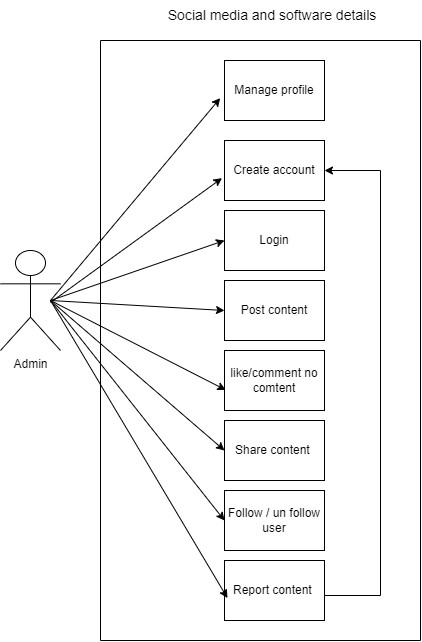 Social media and software details
Manage profile
Create account
Login
Post content
like/comment no
comtent
Share content
Follow / un follow
user
Report content
Admin